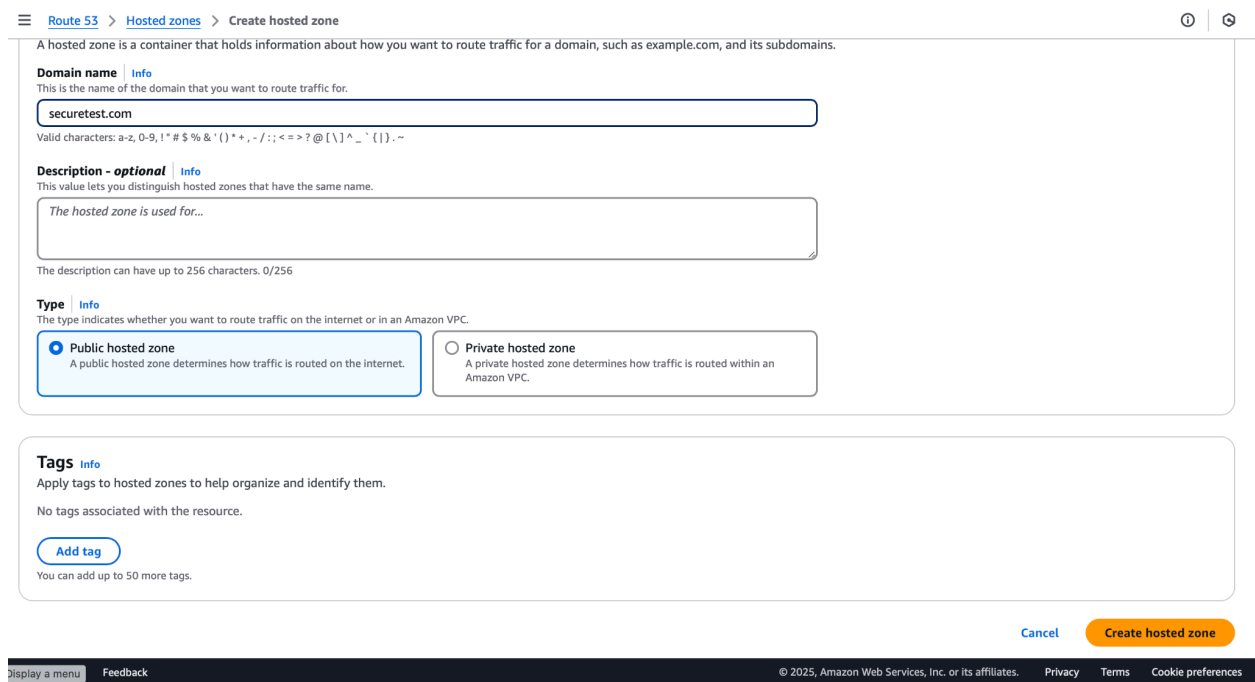 Route 53 > Hosted zones > Create hosted zone
A hosted zone is a container that holds information about how you want to route traffic for a domain, such as example.com, and its subdomains.
Domain name Info
This is the name of the domain that you want to route traffic for.
securetest.com
Valid characters: a-z, 0-9, ! " # $ % & ' ( ) * + , - / : ; < = > ? @ [ \ ] ^ _ ` { | } . ~
Description - optional Info
This value lets you distinguish hosted zones that have the same name.
The hosted zone is used for...
The description can have up to 256 characters. 0/256
Type Info
The type indicates whether you want to route traffic on the internet or in an Amazon VPC.
Public hosted zone
A public hosted zone determines how traffic is routed on the internet.
Private hosted zone
A private hosted zone determines how traffic is routed within an
Amazon VPC.
Tags Info
Apply tags to hosted zones to help organize and identify them.
No tags associated with the resource.
Add tag
You can add up to 50 more tags.
Cancel Create hosted zone
Display a menu Feedback © 2025, Amazon Web Services, Inc. or its affiliates. Privacy Terms Cookie preferences